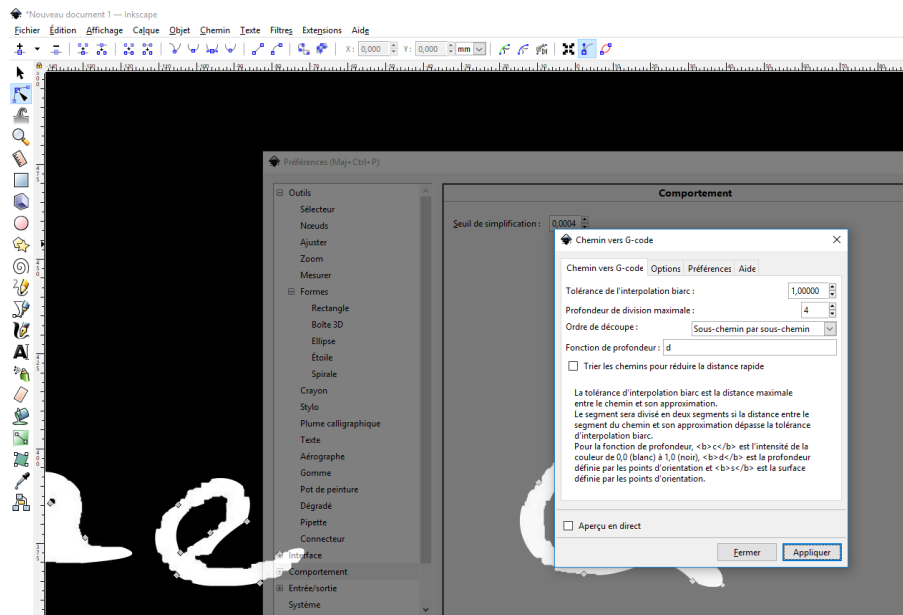 *Nouveau document 1 — Inkscape
Fichier Édition Affichage Calque Objet Chemin Texte Filtres Extensions Aide
X: 0,000 Y: 0,000 mm
Préférences (Maj+Ctrl+P)
Outils
Sélecteur
Nœuds
Ajuster
Zoom
Mesurer
Formes
Rectangle
Boîte 3D
Ellipse
Étoile
Spirale
Crayon
Stylo
Plume calligraphique
Texte
Aérographe
Gomme
Pot de peinture
Dégradé
Pipette
Connecteur
Interface
Comportement
Entrée/sortie
Système
Comportement
Seuil de simplification : 0,0004
Chemin vers G-code
Chemin vers G-code Options Préférences Aide
Tolérance de l'interpolation biarc : 1,00000
Profondeur de division maximale : 4
Ordre de découpe : Sous-chemin par sous-chemin
Fonction de profondeur : d
Trier les chemins pour réduire la distance rapide
La tolérance d'interpolation biarc est la distance maximale
entre le chemin et son approximation.
Le segment sera divisé en deux segments si la distance entre le
segment du chemin et son approximation dépasse la tolérance
d'interpolation biarc.
Pour la fonction de profondeur, <b>c</b> est l'intensité de la
couleur de 0,0 (blanc) à 1,0 (noir), <b>d</b> est la profondeur
définie par les points d'orientation et <b>s</b> est la surface
définie par les points d'orientation.
Aperçu en direct
Fermer Appliquer